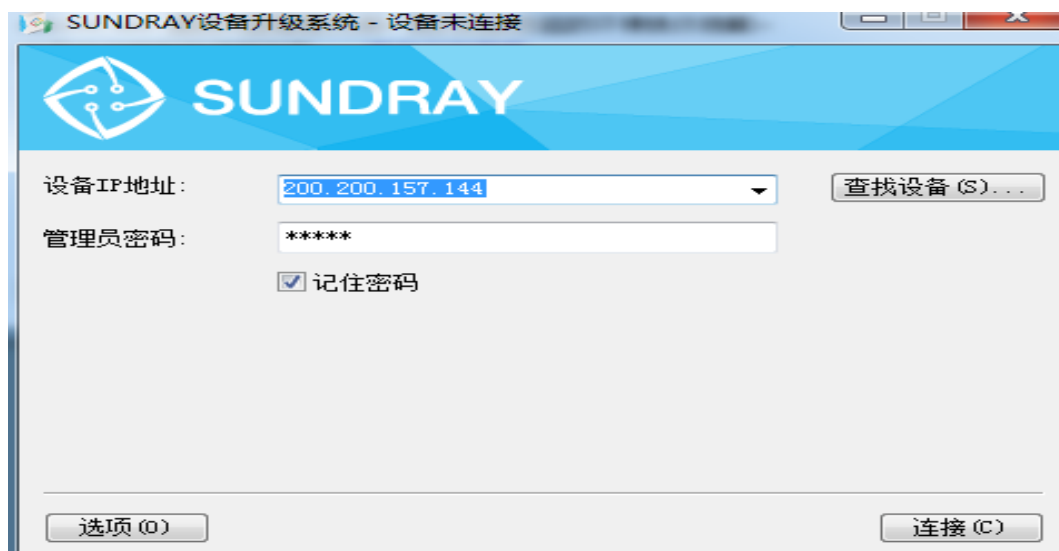 SUNDRAY设备升级系统 - 设备未连接
SUNDRAY
设备IP地址: 200.200.157.144 查找设备(S)...
管理员密码: *****
记住密码
选项(O) 连接(C)